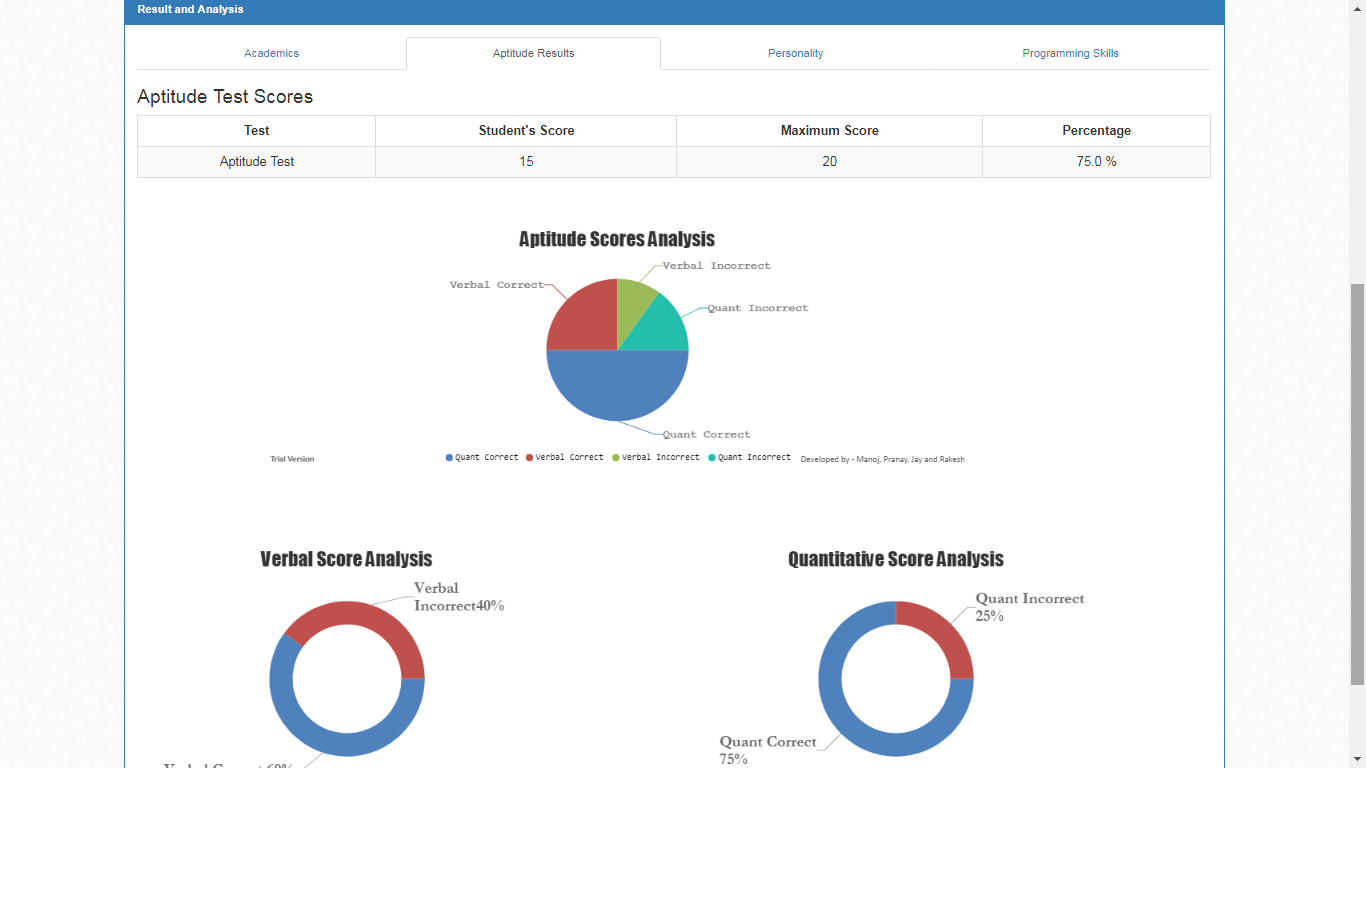 Result and Analysis
Academics
Aptitude Results
Personality
Programming Skills
Aptitude Test Scores
Test Student's Score Maximum Score Percentage
Aptitude Test 15 20 75.0 %
Aptitude Scores Analysis
Verbal Incorrect
Verbal Correct
Quant Incorrect
Quant Correct
Trial Version
Quant Correct Verbal Correct Verbal Incorrect Quant Incorrect
Developed by - Manoj, Pranay, Jay and Rakesh
Verbal Score Analysis
Verbal
Incorrect40%
Quantitative Score Analysis
Quant Incorrect
25%
Quant Correct
75%